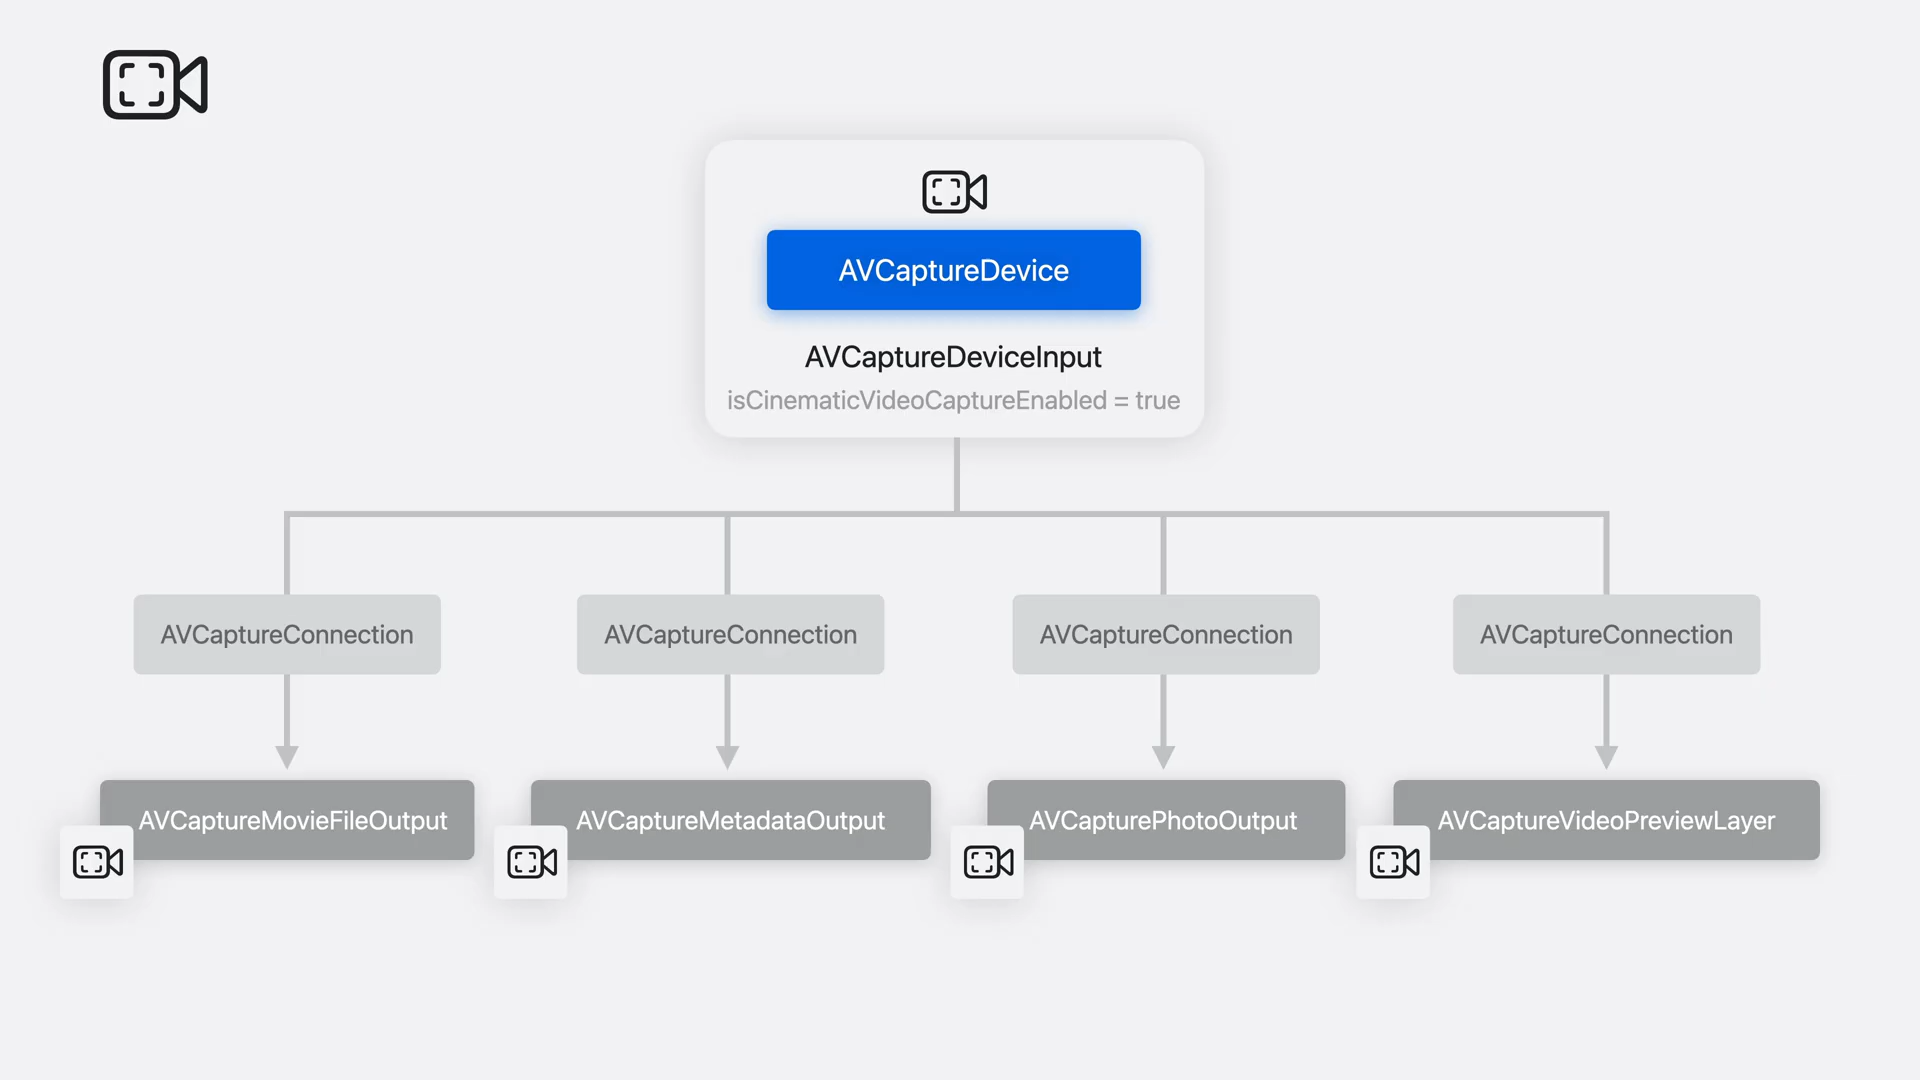 AVCaptureDevice
AVCaptureDeviceInput
isCinematicVideoCaptureEnabled = true
AVCaptureConnection
AVCaptureConnection
AVCaptureConnection
AVCaptureConnection
AVCaptureMovieFileOutput
AVCaptureMetadataOutput
AVCapturePhotoOutput
AVCaptureVideoPreviewLayer